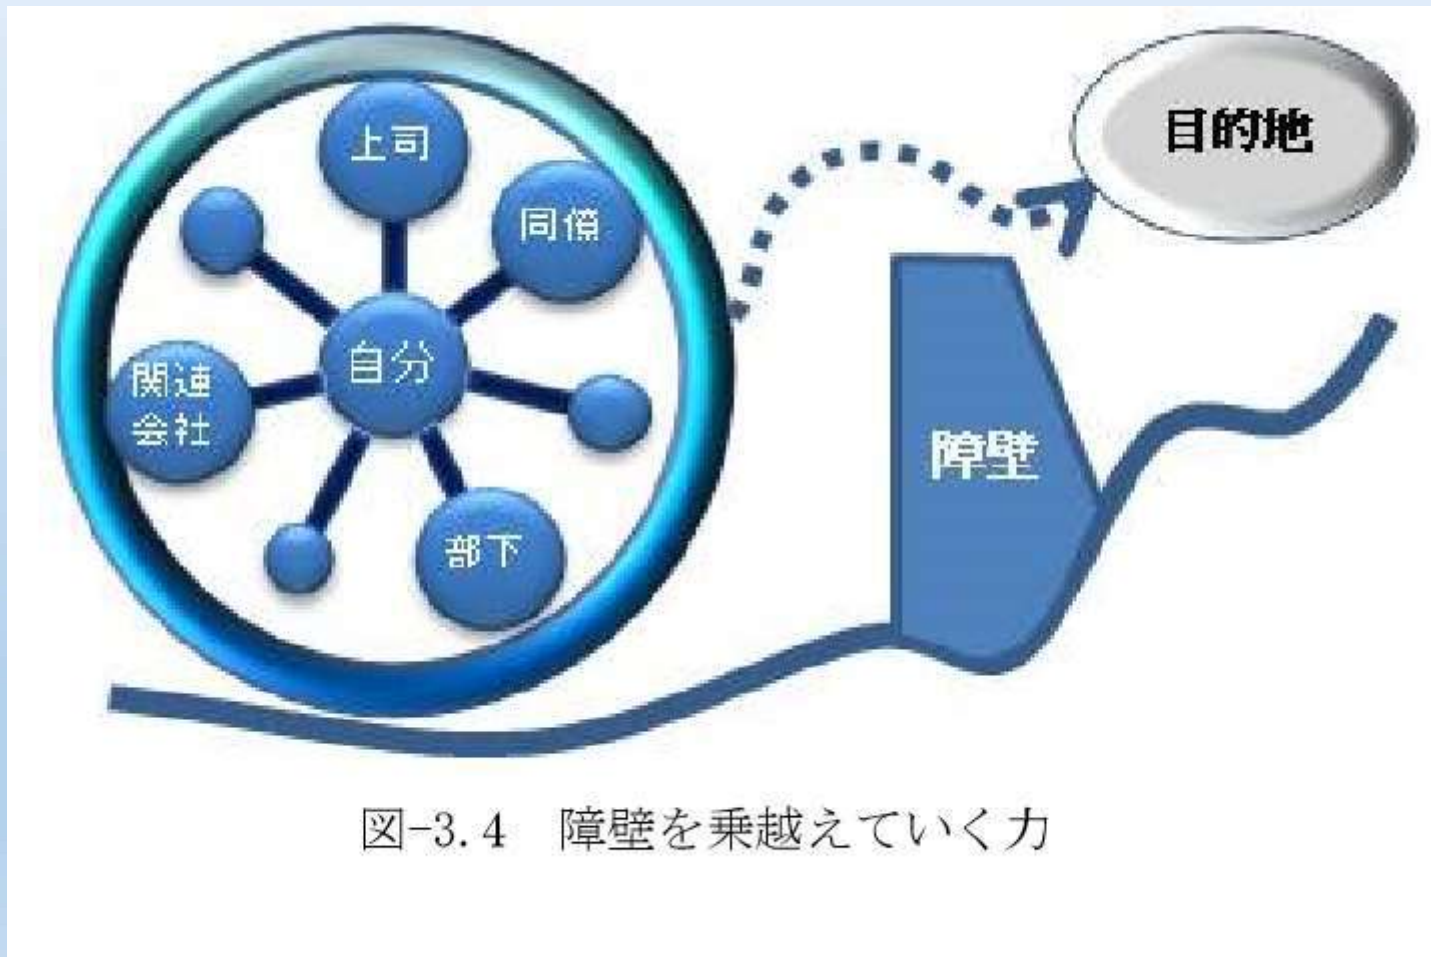 上司
同僚
目的地
自分
関連
会社
障壁
部下
図-3.4 障壁を乗越えていく力